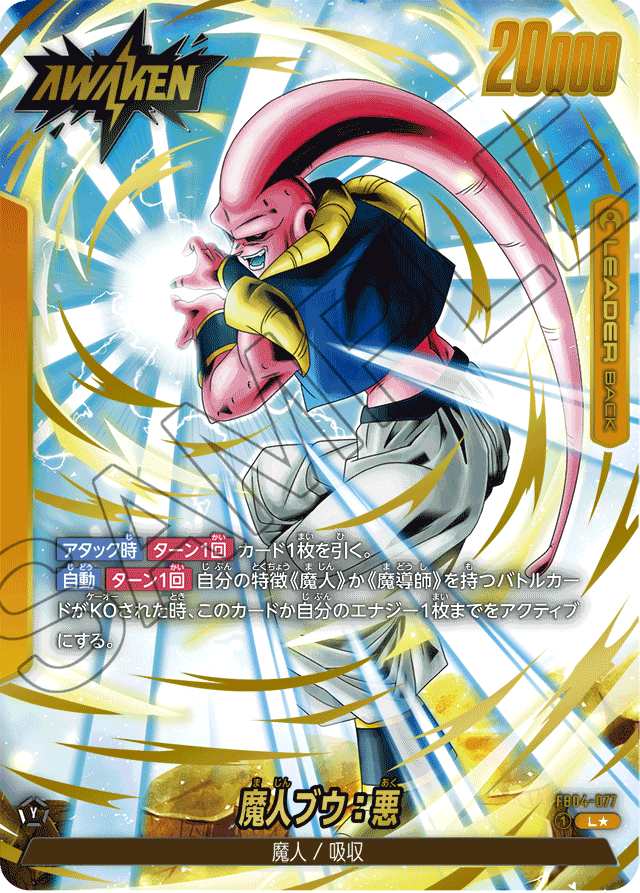 AWAKEN
20000
LEADER BACK
アタック時 ターン1回 カード1枚を引く。
自動 ターン1回 自分の特徴《魔人》か《魔導師》を持つバトルカー
ドがKOされた時、このカードか自分のエナジー1枚までをアクティブ
にする。
SAMPLE
魔人ブウ:悪
FB04-077
Y
1 L★
魔人 / 吸収